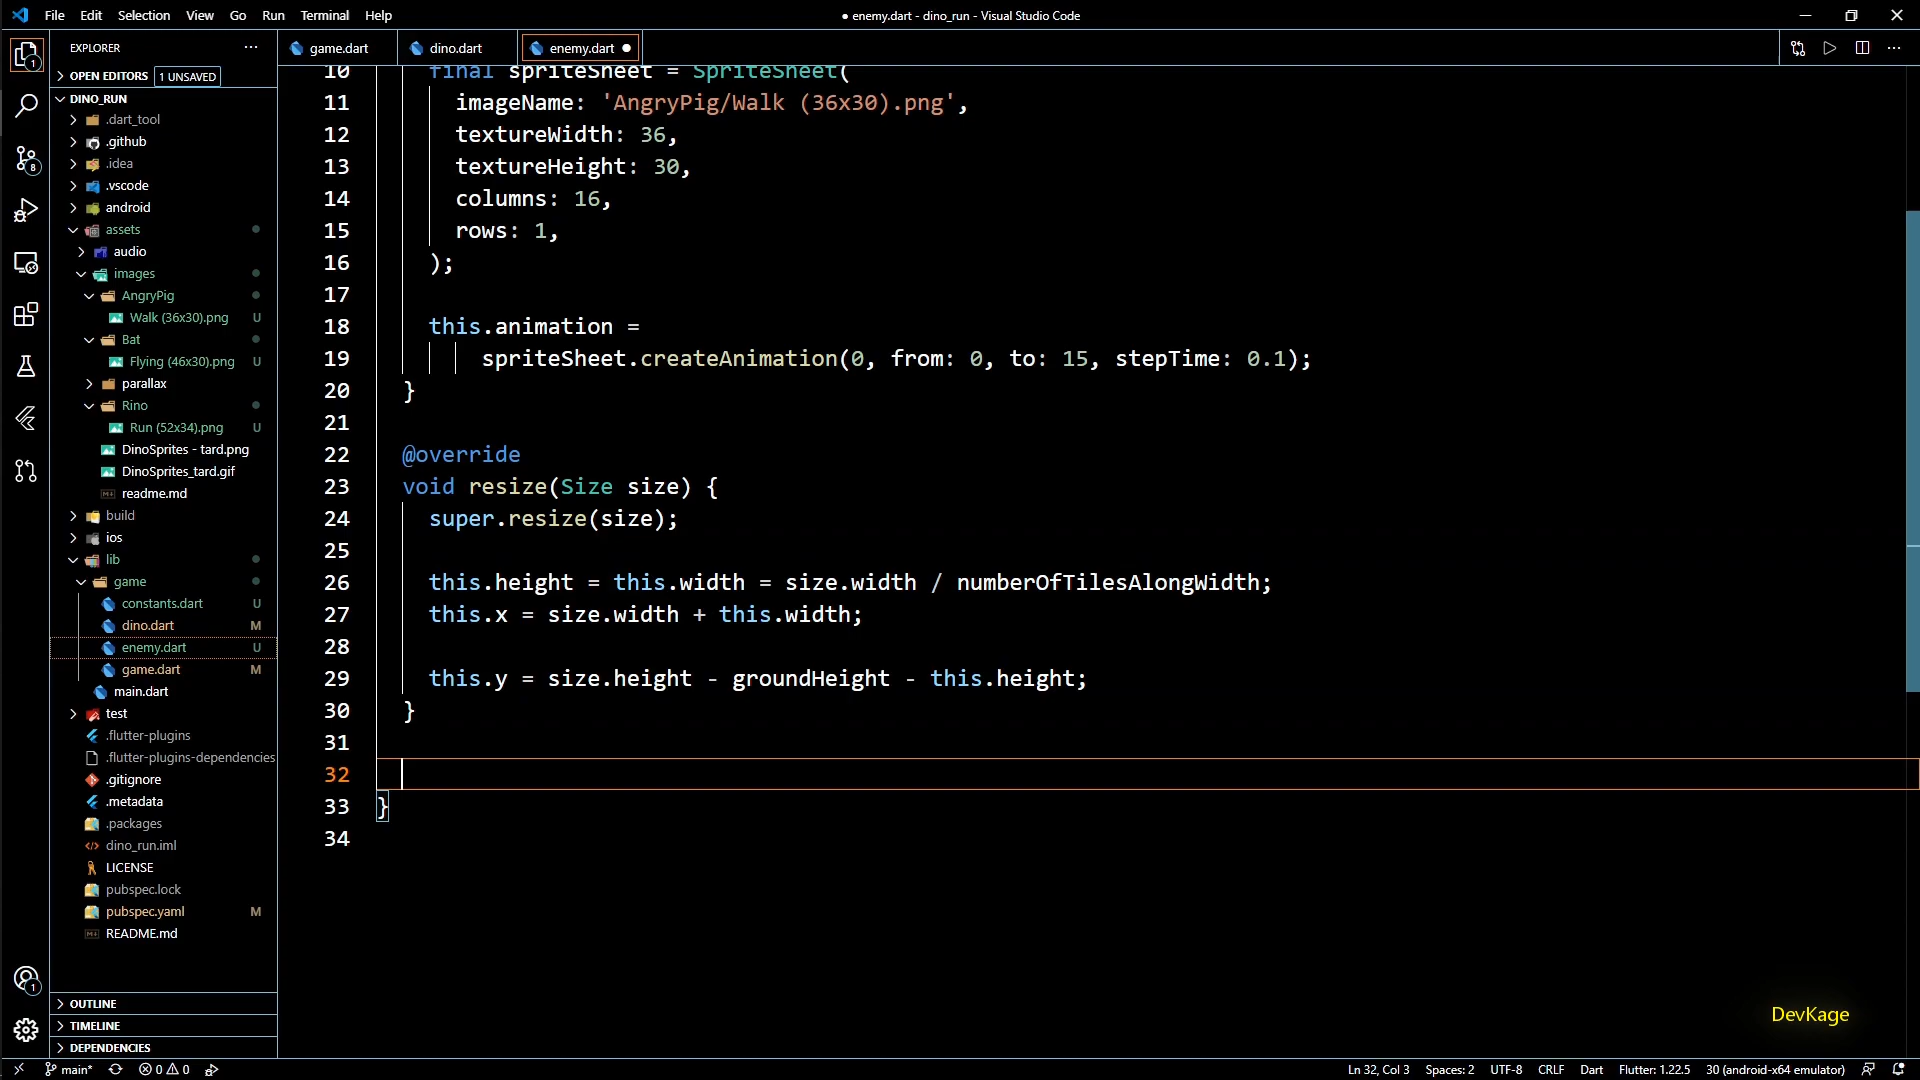 File Edit Selection View Go Run Terminal Help
● enemy.dart - dino_run - Visual Studio Code
EXPLORER
OPEN EDITORS 1 UNSAVED
DINO_RUN
.dart_tool
.github
.idea
.vscode
android
assets
audio
images
AngryPig
Walk (36x30).png U
Bat
Flying (46x30).png U
parallax
Rino
Run (52x34).png U
DinoSprites - tard.png
DinoSprites_tard.gif
readme.md
build
ios
lib
game
constants.dart U
dino.dart M
enemy.dart U
game.dart M
main.dart
test
.flutter-plugins
.flutter-plugins-dependencies
.gitignore
.metadata
.packages
dino_run.iml
LICENSE
pubspec.lock
pubspec.yaml M
README.md
OUTLINE
TIMELINE
DEPENDENCIES
1
8
1
game.dart
dino.dart
enemy.dart ●
10 final spriteSheet = SpriteSheet(
11 imageName: 'AngryPig/Walk (36x30).png',
12 textureWidth: 36,
13 textureHeight: 30,
14 columns: 16,
15 rows: 1,
16 );
17
18 this.animation =
19 spriteSheet.createAnimation(0, from: 0, to: 15, stepTime: 0.1);
20 }
21
22 @override
23 void resize(Size size) {
24 super.resize(size);
25
26 this.height = this.width = size.width / numberOfTilesAlongWidth;
27 this.x = size.width + this.width;
28
29 this.y = size.height - groundHeight - this.height;
30 }
31
32
33 }
34
DevKage
main* 0 0
Ln 32, Col 3 Spaces: 2 UTF-8 CRLF Dart Flutter: 1.22.5 30 (android-x64 emulator)